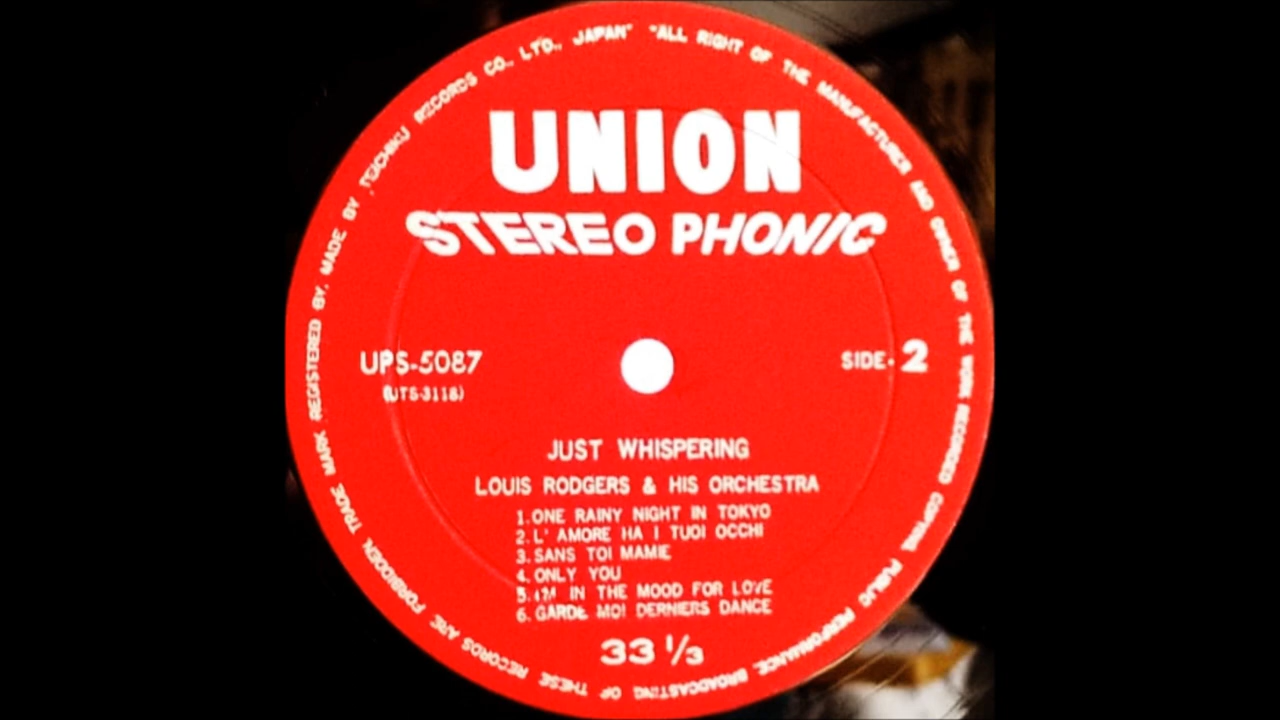 UNION
STEREO PHONIC
UPS-5087
(UTS-3118)
SIDE-2
JUST WHISPERING
LOUIS RODGERS & HIS ORCHESTRA
1. ONE RAINY NIGHT IN TOKYO
2. L' AMORE HA I TUOI OCCHI
3. SANS TOI MAMIE
4. ONLY YOU
5. I'M IN THE MOOD FOR LOVE
6. GARDE MOI DERNIERS DANCE
33 1/3
TRADE MARK REGISTERED BY, MADE BY TEICHIKU RECORDS CO., LTD., JAPAN" "ALL RIGHT OF THE MANUFACTURER AND OWNER OF THE WORK RECORDED COPYING, PUBLIC PERFORMANCE, BROADCASTING OF THESE RECORDS ARE FORBIDDEN